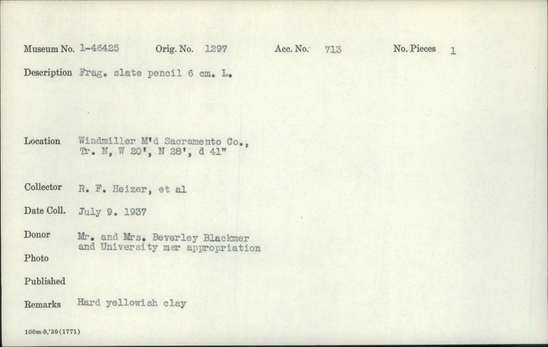 Museum No. 1-46425 Orig. No. 1297 Acc. No. 713 No. Pieces 1
Description Frag. slate pencil 6 cm. L.
Location Windmiller M'd Sacramento Co.,
Tr. N, W 20', N 28', d 41"
Collector R. F. Heizer, et al
Date Coll. July 9. 1937
Donor Mr. and Mrs. Beverley Blackmer
and University mer appropriation
Photo
Published
Remarks Hard yellowish clay
100m-8,'39(1771)